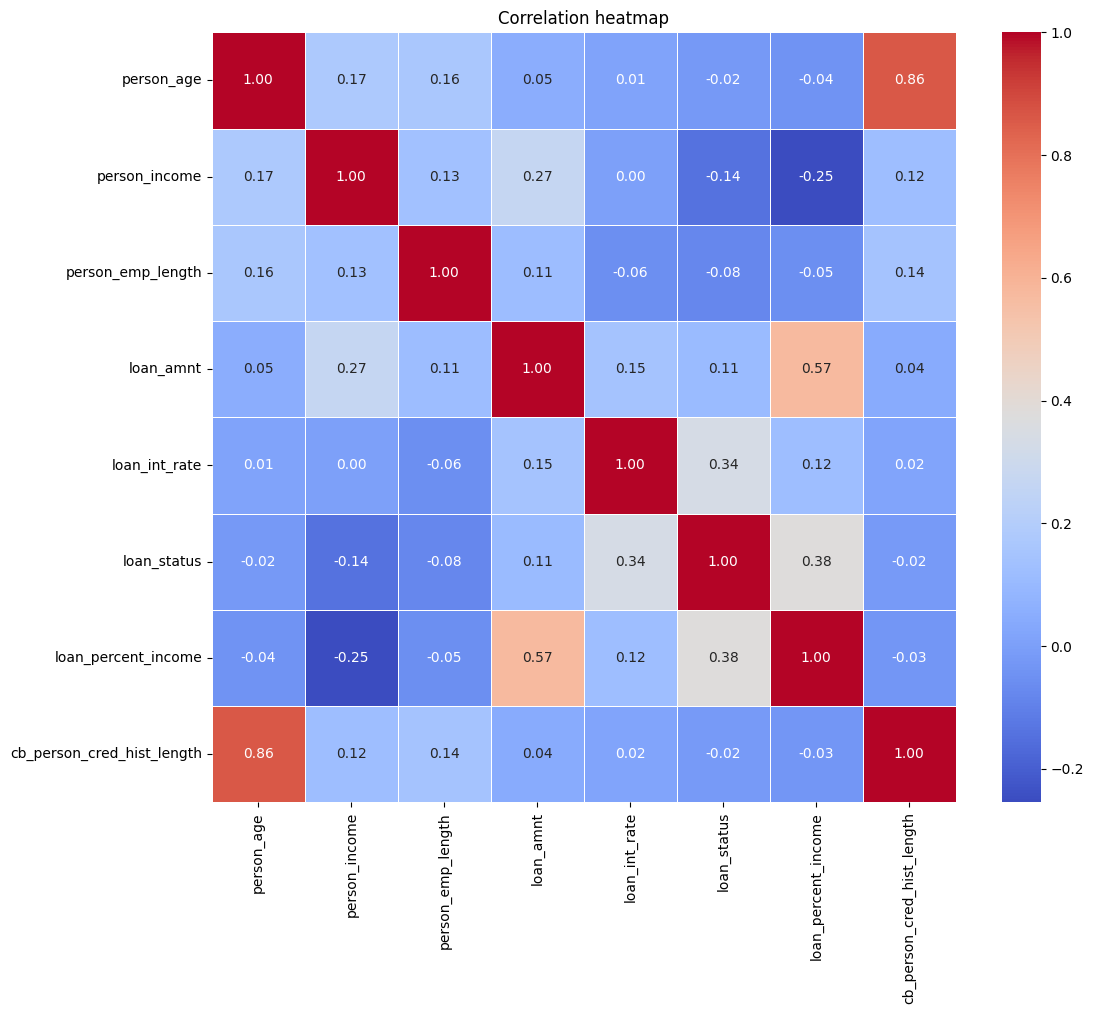 Correlation heatmap
person_age 1.00 0.17 0.16 0.05 0.01 -0.02 -0.04 0.86
person_income 0.17 1.00 0.13 0.27 0.00 -0.14 -0.25 0.12
person_emp_length 0.16 0.13 1.00 0.11 -0.06 -0.08 -0.05 0.14
loan_amnt 0.05 0.27 0.11 1.00 0.15 0.11 0.57 0.04
loan_int_rate 0.01 0.00 -0.06 0.15 1.00 0.34 0.12 0.02
loan_status -0.02 -0.14 -0.08 0.11 0.34 1.00 0.38 -0.02
loan_percent_income -0.04 -0.25 -0.05 0.57 0.12 0.38 1.00 -0.03
cb_person_cred_hist_length 0.86 0.12 0.14 0.04 0.02 -0.02 -0.03 1.00
person_age
person_income
person_emp_length
loan_amnt
loan_int_rate
loan_status
loan_percent_income
cb_person_cred_hist_length
1.0
0.8
0.6
0.4
0.2
0.0
−0.2